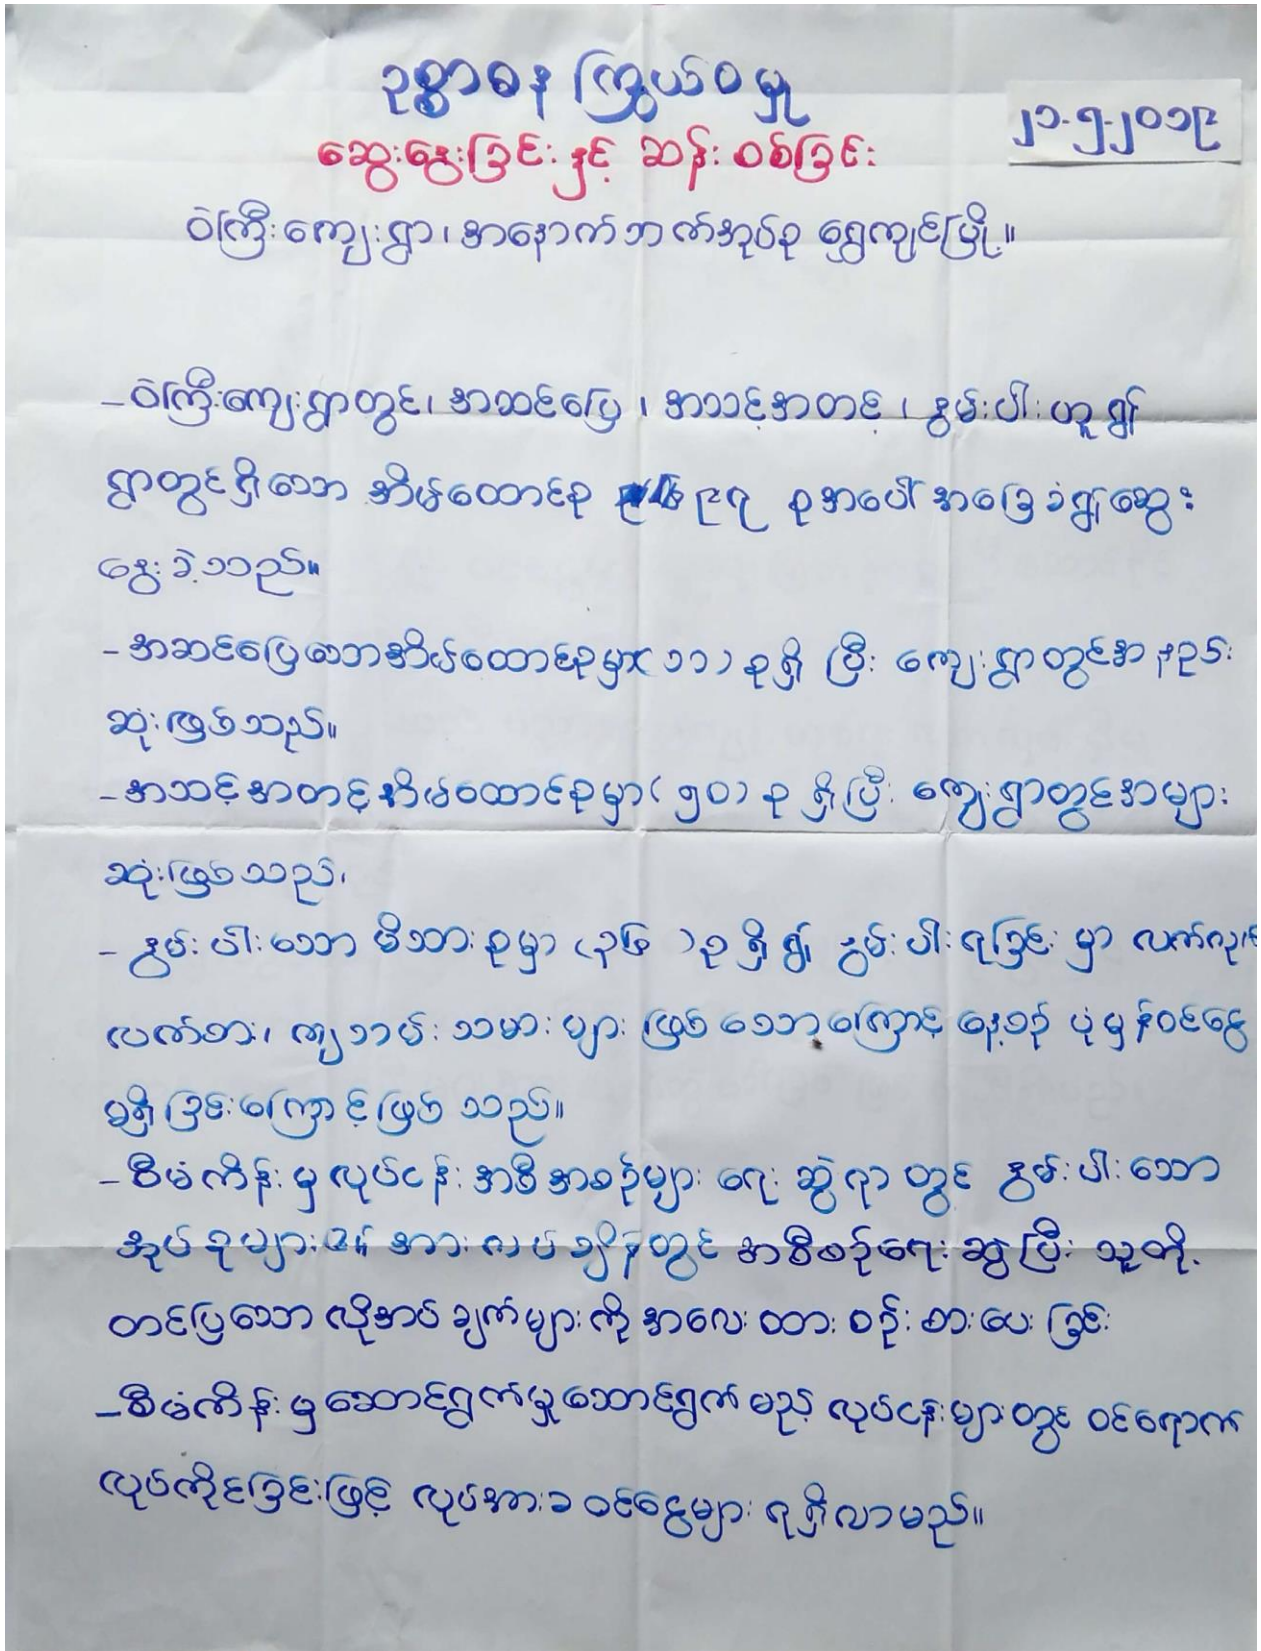 ဥစ္စာဓန ကြွယ်ဝမှု
၂၁.၅.၂၀၁၉
ဆွေးနွေးခြင်းနှင့် ဆန်းစစ်ခြင်း
ဝဲကြီးကျေးရွာ၊ အနောက်ဘက်အုပ်စု ရွှေကျင်မြို့။
- ဝဲကြီးကျေးရွာတွင်၊ အဆင်ပြေ ၊ အသင့်အတင့် ၊ နွမ်းပါး ဟူ၍
ရွာတွင်ရှိသော အိမ်ထောင်စု ၉၇ စုအပေါ် အခြေခံ၍ ဆွေး
နွေးခဲ့သည်။
- အဆင်ပြေသောအိမ်ထောင်စုမှာ (၁၁) စုရှိ ပြီး ကျေးရွာတွင်အနည်း
ဆုံးဖြစ်သည်။
- အသင့်အတင့်အိမ်ထောင်စုမှာ (၅၀) စု ရှိပြီး ကျေးရွာတွင်အများ
ဆုံးဖြစ်သည်၊
- နွမ်းပါးသော မိသားစုမှာ (၃၆ ) စု ရှိ၍ နွမ်းပါးရခြင်း မှာ လက်လုပ်
လက်စား၊ ကျဘမ်းသမားများ ဖြစ်သောကြောင့် နေ့စဉ် ပုံမှန်ဝင်ငွေ
မရှိခြင်းကြောင့်ဖြစ်သည်။
- စီမံကိန်းမှ လုပ်ငန်းအစီအစဉ်များ ရေးဆွဲရာတွင် နွမ်းပါးသော
အုပ်စုများ၏ အားလပ်ချိန်တွင် အစီစဉ်ရေးဆွဲပြီး သူတို့
တင်ပြသော လိုအပ်ချက်များကို အလေးထား စဉ်းစားပေးခြင်း
- စီမံကိန်းမှ ဆောင်ရွက်မှုဆောင်ရွက်မည့် လုပ်ငန်းများတွင် ဝင်ရောက်
လုပ်ကိုင်ခြင်းဖြင့် လုပ်အားခ ဝင်ငွေများ ရရှိလာမည်။